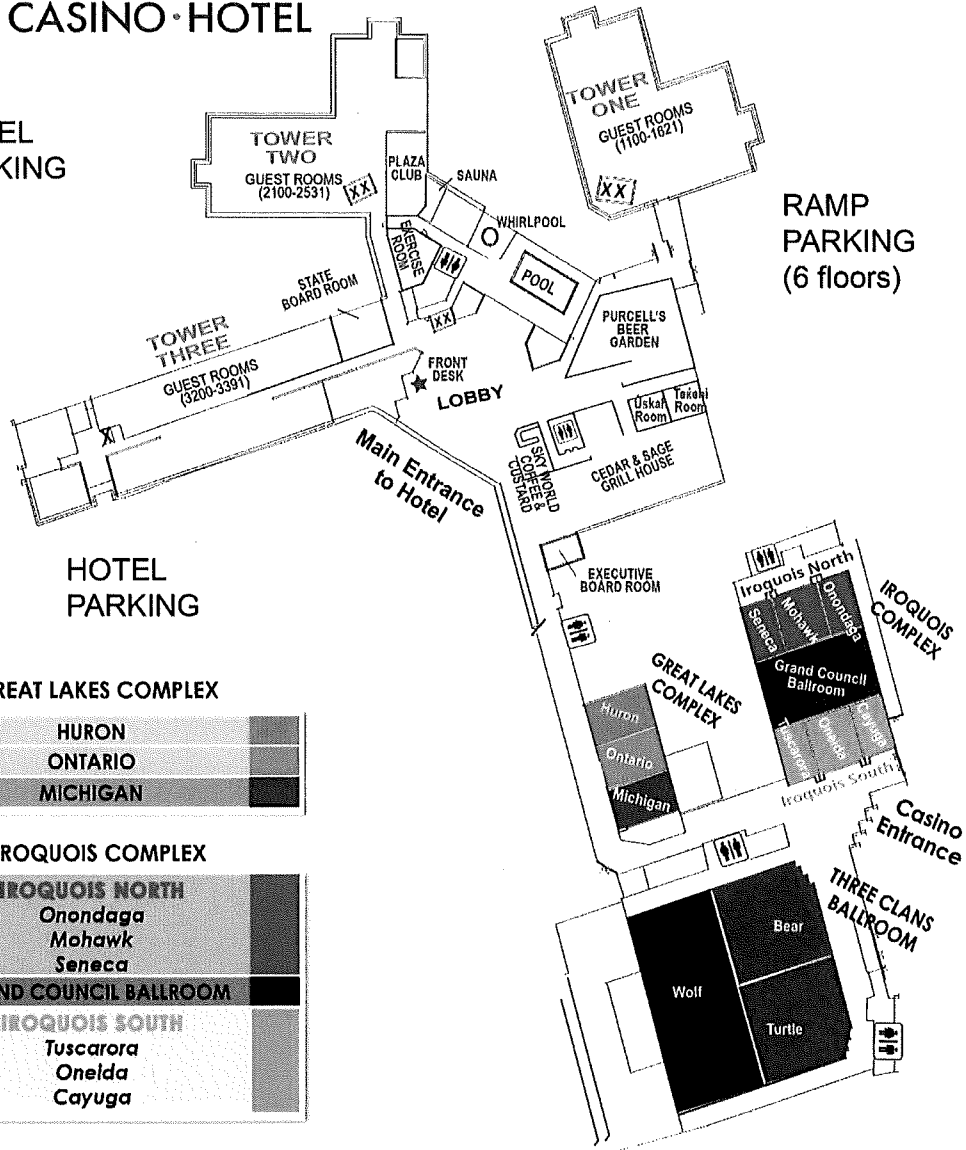 CASINO·HOTEL
EL
KING
TOWER
TWO
GUEST ROOMS
(2100-2531)
XX
PLAZA
CLUB
SAUNA
WHIRLPOOL
EXERCISE
ROOM
POOL
TOWER
ONE
GUEST ROOMS
(1100-1621)
XX
RAMP
PARKING
(6 floors)
STATE
BOARD ROOM
TOWER
THREE
GUEST ROOMS
(3200-3391)
X
XX
FRONT
DESK
LOBBY
PURCELL'S
BEER
GARDEN
Uskah
Room
Room
SKY WORLD
COFFEE &
CUSTARD
CEDAR & SAGE
GRILL HOUSE
Main Entrance
to Hotel
EXECUTIVE
BOARD ROOM
HOTEL
PARKING
Iroquois North
Seneca
Mohawk
Onondaga
Grand Council
Ballroom
Tuscarora
Oneida
Cayuga
Iroquois South
IROQUOIS
COMPLEX
GREAT LAKES
COMPLEX
Huron
Ontario
Michigan
Casino
Entrance
THREE CLANS
BALLROOM
Wolf
Bear
Turtle
REAT LAKES COMPLEX
HURON
ONTARIO
MICHIGAN
ROQUOIS COMPLEX
IROQUOIS NORTH
Onondaga
Mohawk
Seneca
ND COUNCIL BALLROOM
IROQUOIS SOUTH
Tuscarora
Oneida
Cayuga